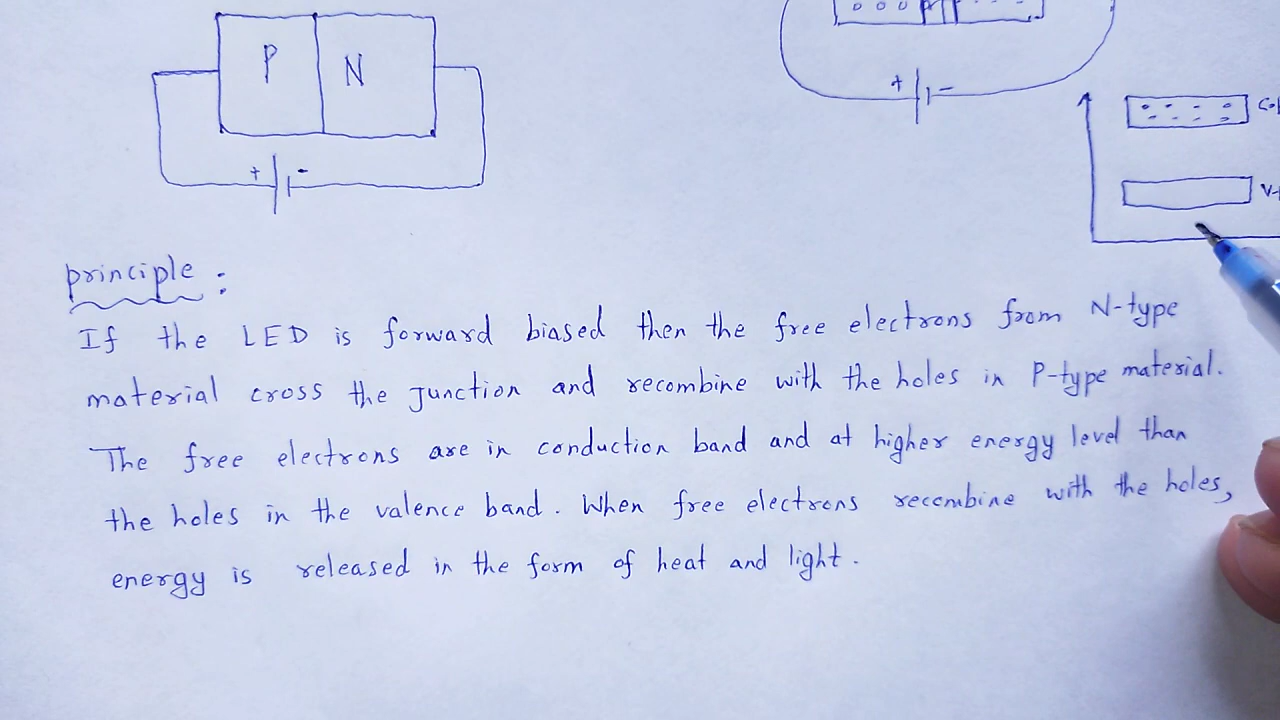 P N
+ -
+ -
principle :
If the LED is forward biased then the free electrons from N-type
material cross the junction and recombine with the holes in P-type material.
The free electrons are in conduction band and at higher energy level than
the holes in the valence band. When free electrons recombine with the holes,
energy is released in the form of heat and light.